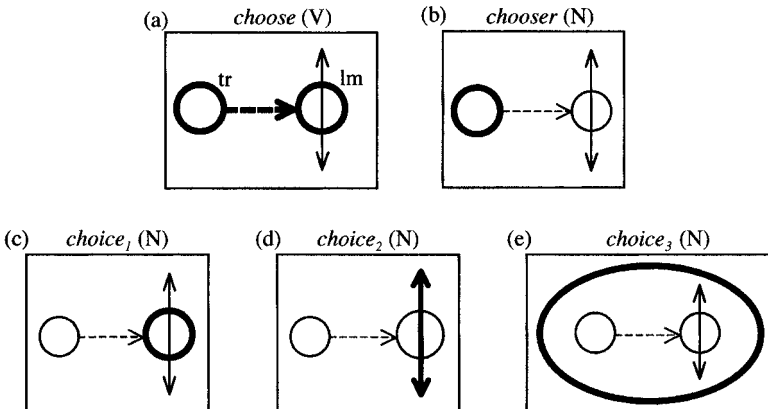 (a) choose (V)
tr
lm
(b) chooser (N)
(c) choice1 (N)
(d) choice2 (N)
(e) choice3 (N)